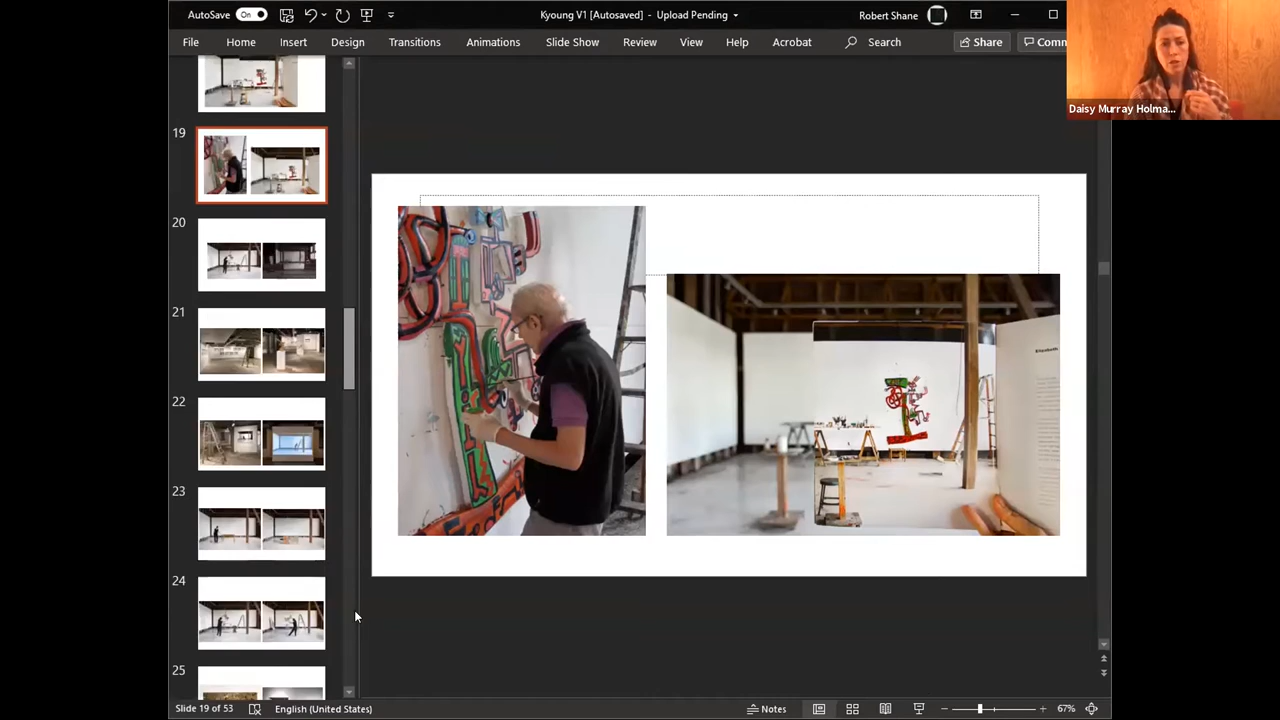 AutoSave On Kyoung V1 [Autosaved] - Upload Pending Robert Shane
File Home Insert Design Transitions Animations Slide Show Review View Help Acrobat Search Share Comm
Daisy Murray Holma...
19
20
21
22
23
24
25
Elizabeth
Slide 19 of 53 English (United States) Notes 67%